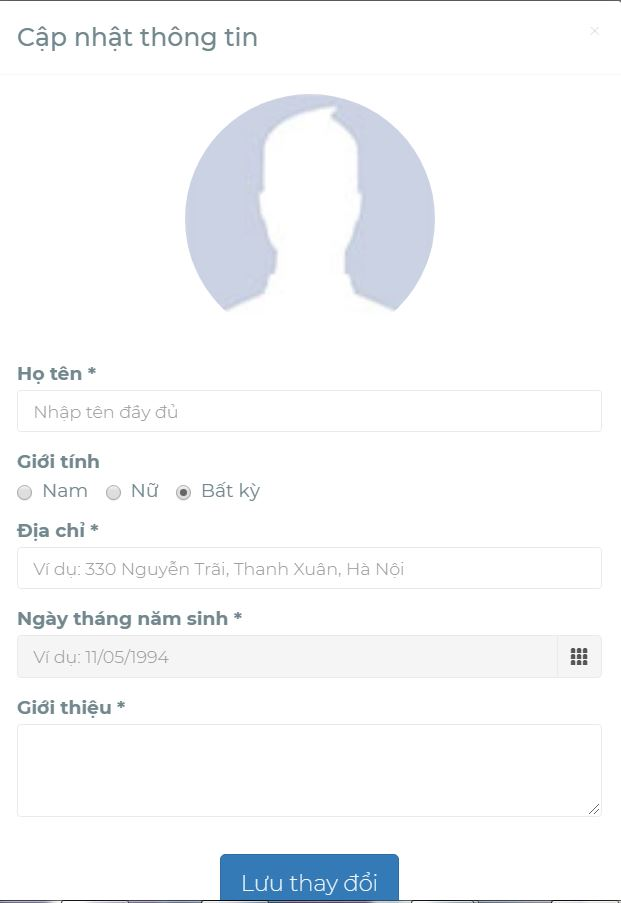 Cập nhật thông tin
×
Họ tên *
Nhập tên đầy đủ
Giới tính
Nam Nữ Bất kỳ
Địa chỉ *
Ví dụ: 330 Nguyễn Trãi, Thanh Xuân, Hà Nội
Ngày tháng năm sinh *
Ví dụ: 11/05/1994
Giới thiệu *
Lưu thay đổi